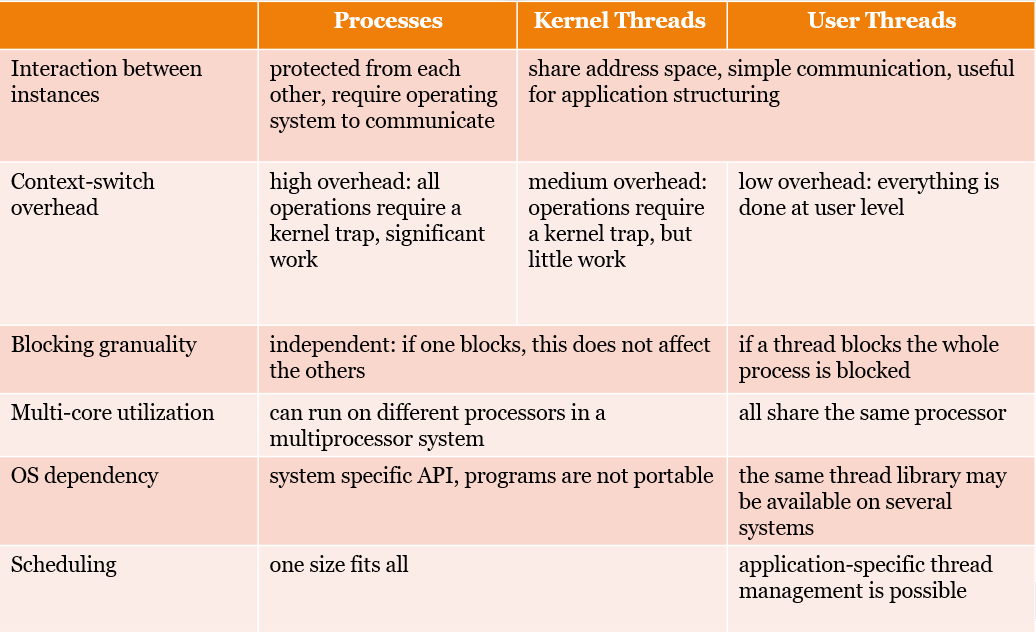 Processes
Kernel Threads
User Threads
Interaction between
instances
protected from each
other, require operating
system to communicate
share address space, simple communication, useful
for application structuring
Context-switch
overhead
high overhead: all
operations require a
kernel trap, significant
work
medium overhead:
operations require
a kernel trap, but
little work
low overhead: everything is
done at user level
Blocking granuality
independent: if one blocks, this does not affect
the others
if a thread blocks the whole
process is blocked
Multi-core utilization
can run on different processors in a
multiprocessor system
all share the same processor
OS dependency
system specific API, programs are not portable
the same thread library may
be available on several
systems
Scheduling
one size fits all
application-specific thread
management is possible